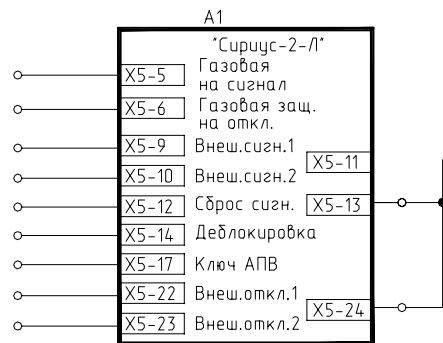 A1
"Сириус-2-Л"
X5-5 Газовая
на сигнал
X5-6 Газовая защ.
на откл.
X5-9 Внеш.сигн.1
X5-11
X5-10 Внеш.сигн.2
X5-12 Сброс сигн. X5-13
X5-14 Деблокировка
X5-17 Ключ АПВ
X5-22 Внеш.откл.1
X5-24
X5-23 Внеш.откл.2